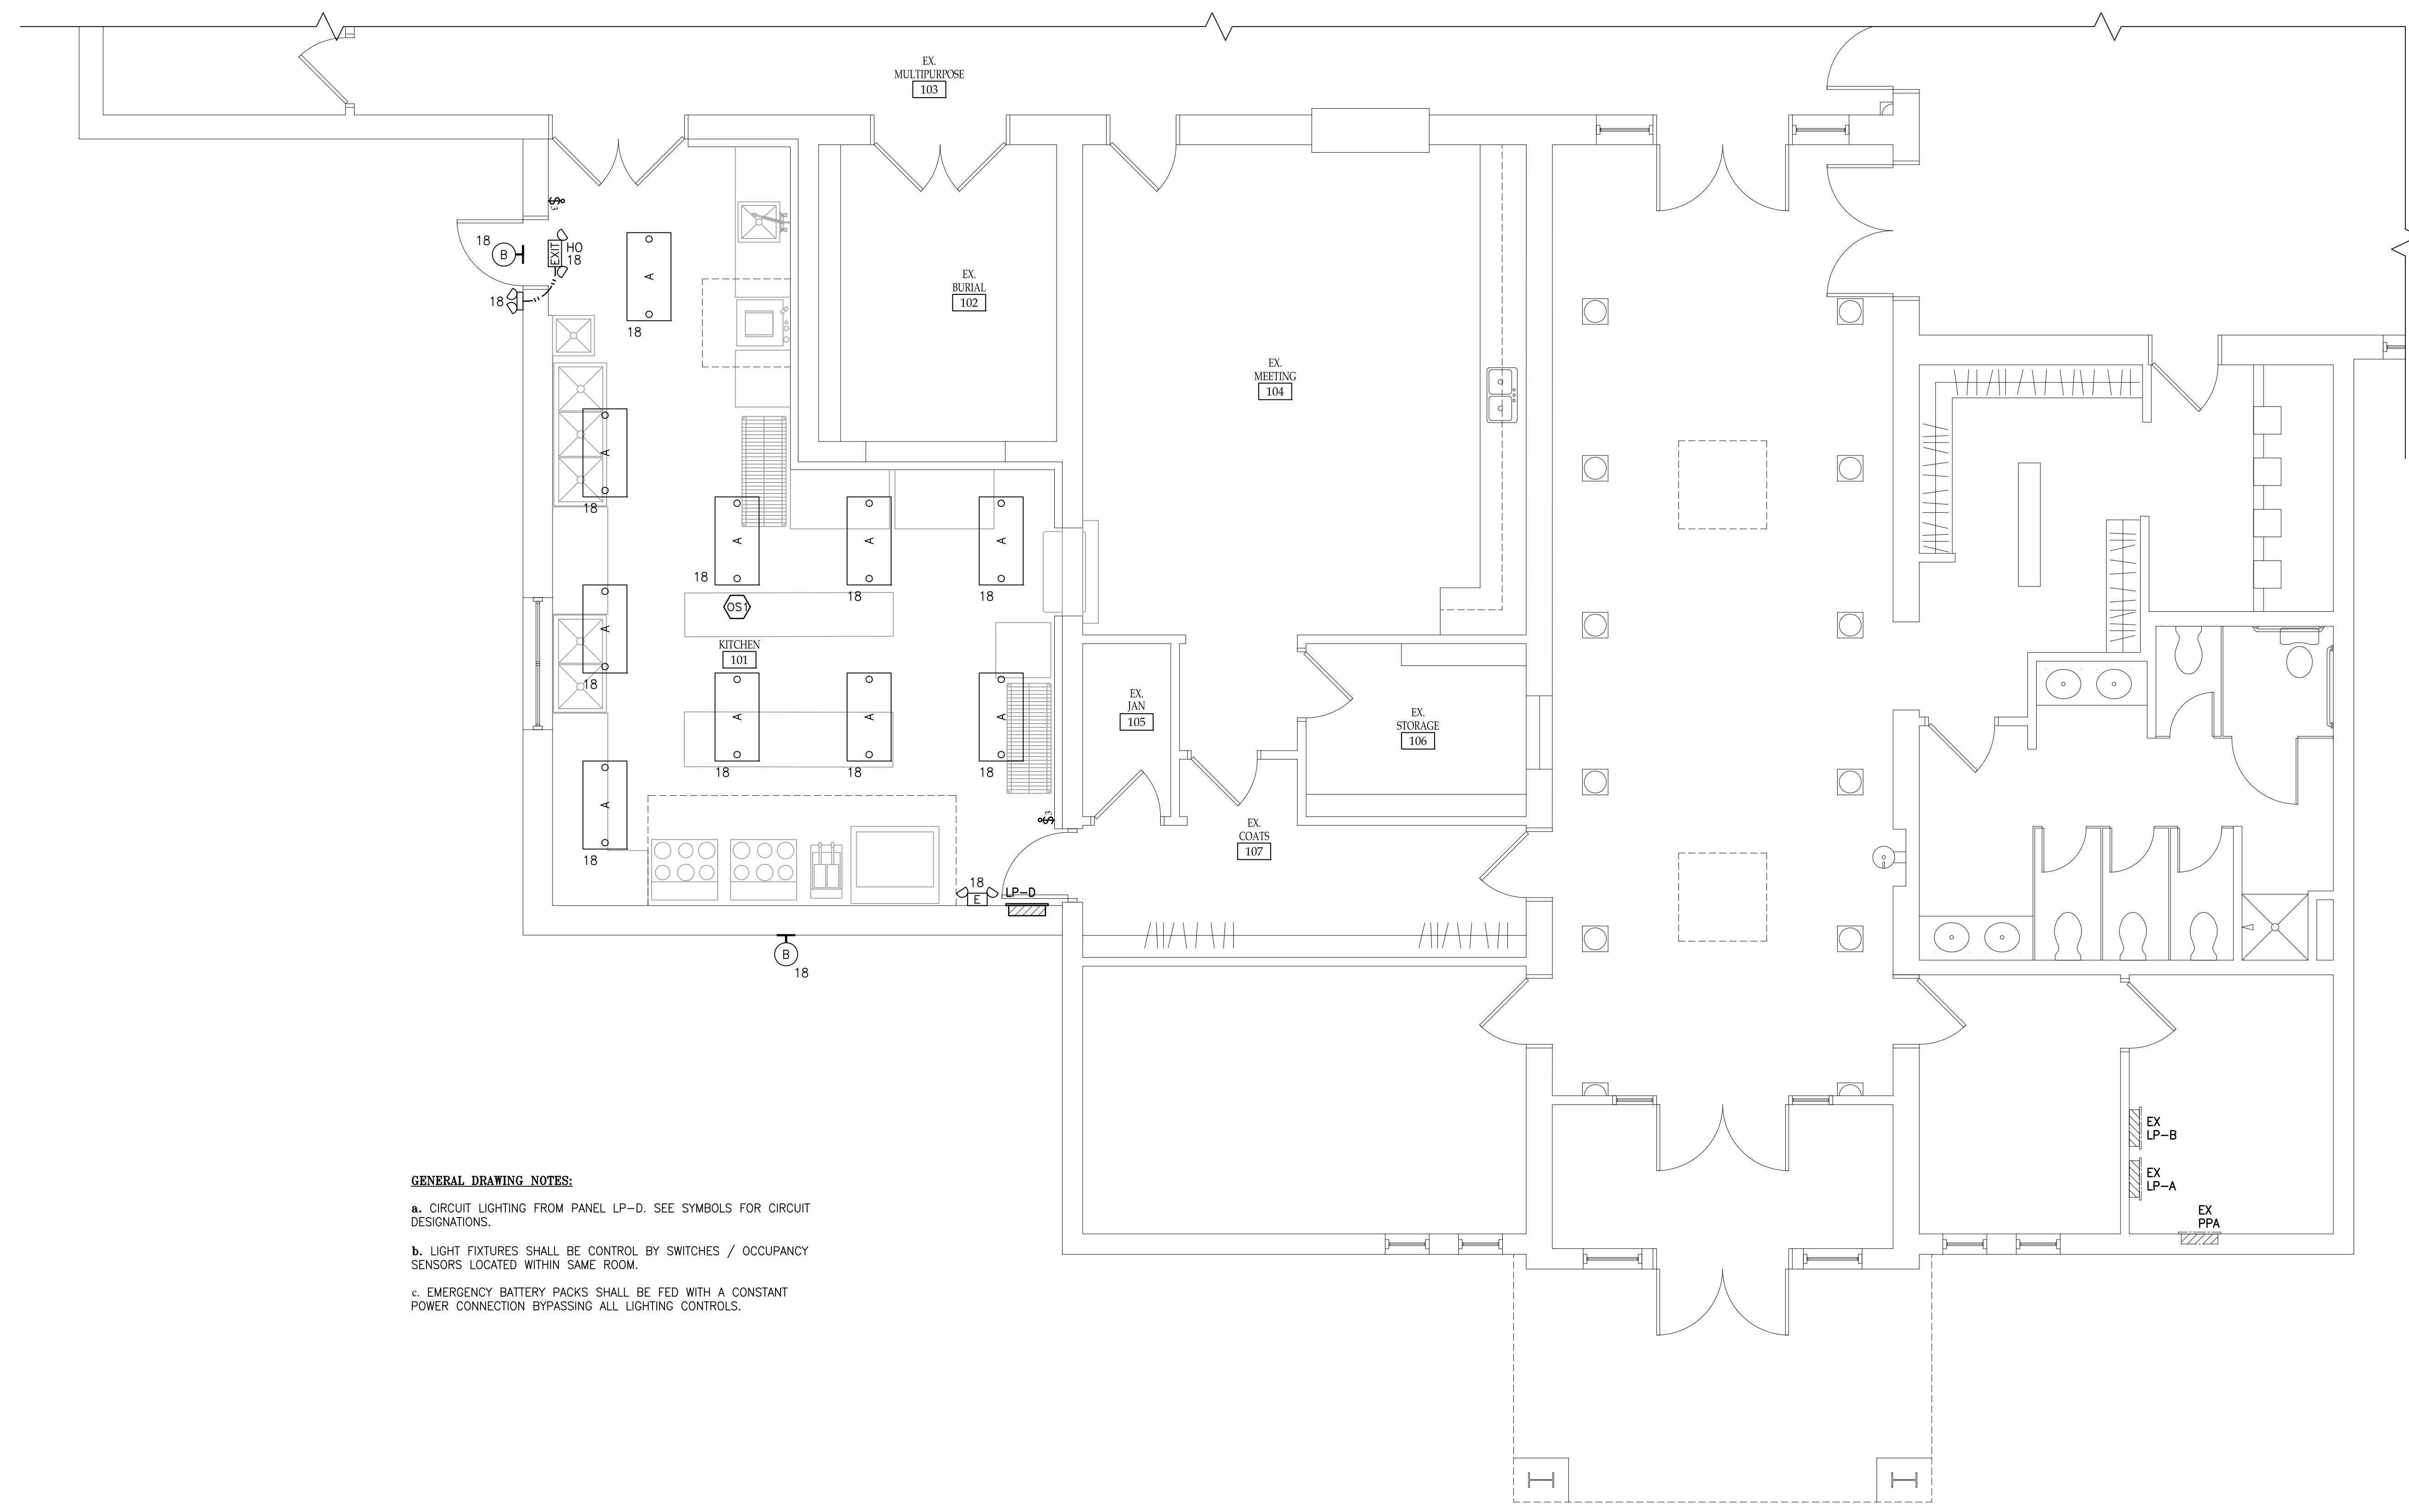 EX.
MULTIPURPOSE
103
$3
18
B
EXIT
HO
18
18
A
18
EX.
BURIAL
102
EX.
MEETING
104
A
18
A
18
A
18
A
18
OS1
A
18
KITCHEN
101
A
18
A
18
A
18
EX.
JAN
105
EX.
STORAGE
106
A
18
$3
EX.
COATS
107
18
E
LP-D
B
18
EX
LP-B
EX
LP-A
EX
PPA
GENERAL DRAWING NOTES:
a. CIRCUIT LIGHTING FROM PANEL LP-D. SEE SYMBOLS FOR CIRCUIT
DESIGNATIONS.
b. LIGHT FIXTURES SHALL BE CONTROL BY SWITCHES / OCCUPANCY
SENSORS LOCATED WITHIN SAME ROOM.
c. EMERGENCY BATTERY PACKS SHALL BE FED WITH A CONSTANT
POWER CONNECTION BYPASSING ALL LIGHTING CONTROLS.